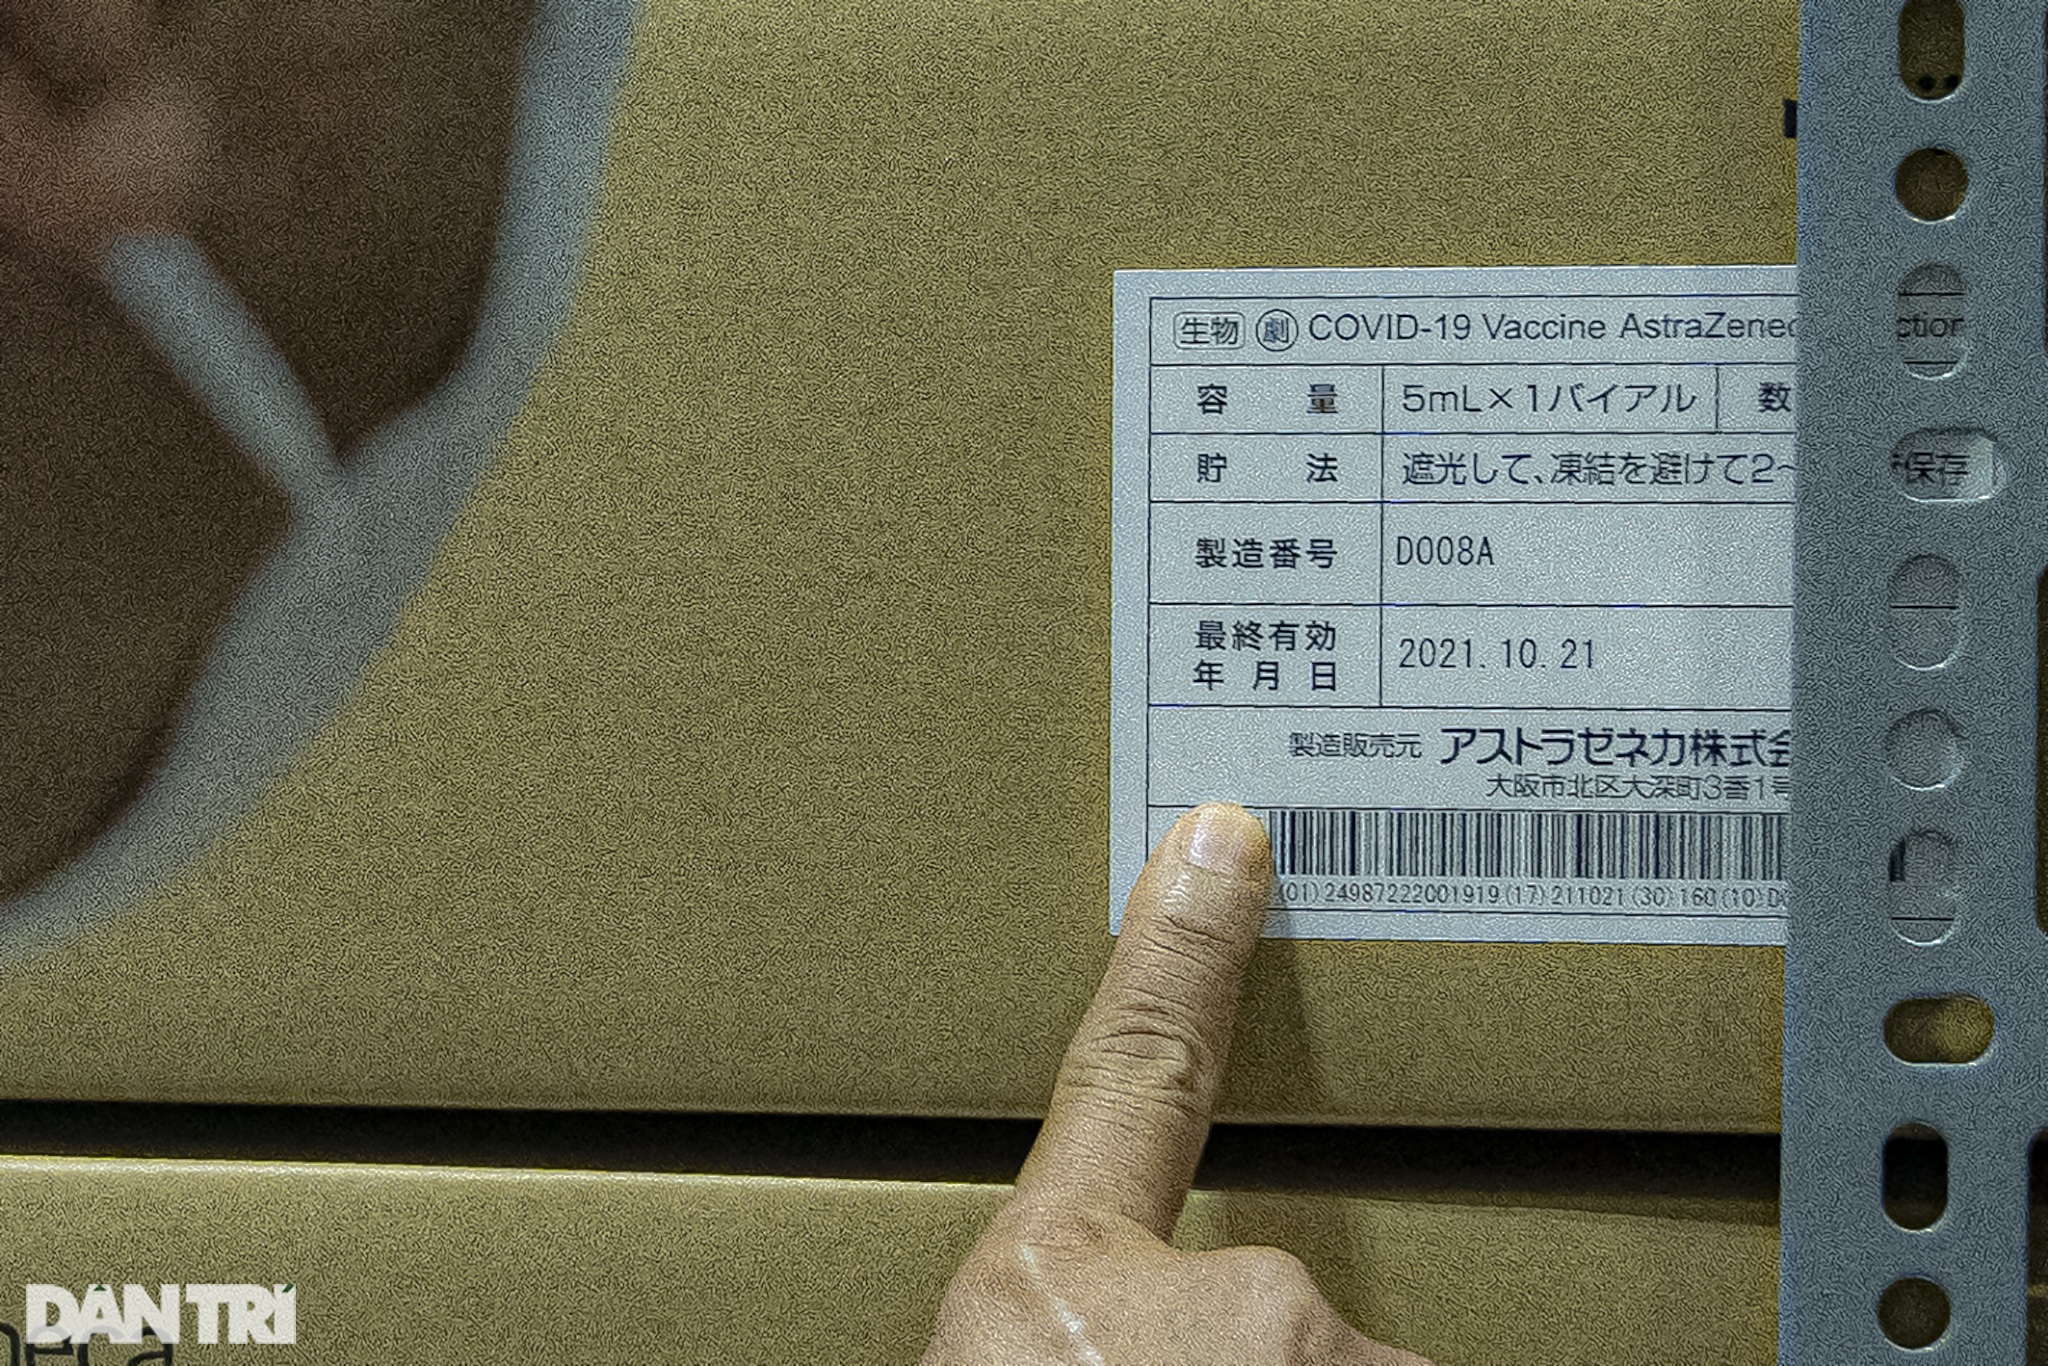 生物 劇 COVID-19 Vaccine AstraZenec ction
容量 5mL×1バイアル 数
貯法 遮光して、凍結を避けて2~ 保存
製造番号 D008A
最終有効
年月日 2021.10.21
製造販売元 アストラゼネカ株式会
大阪市北区大深町3番1号
(01)24987222001919(17)211021(30)160(10)D0
DÂN TRÍ
neca